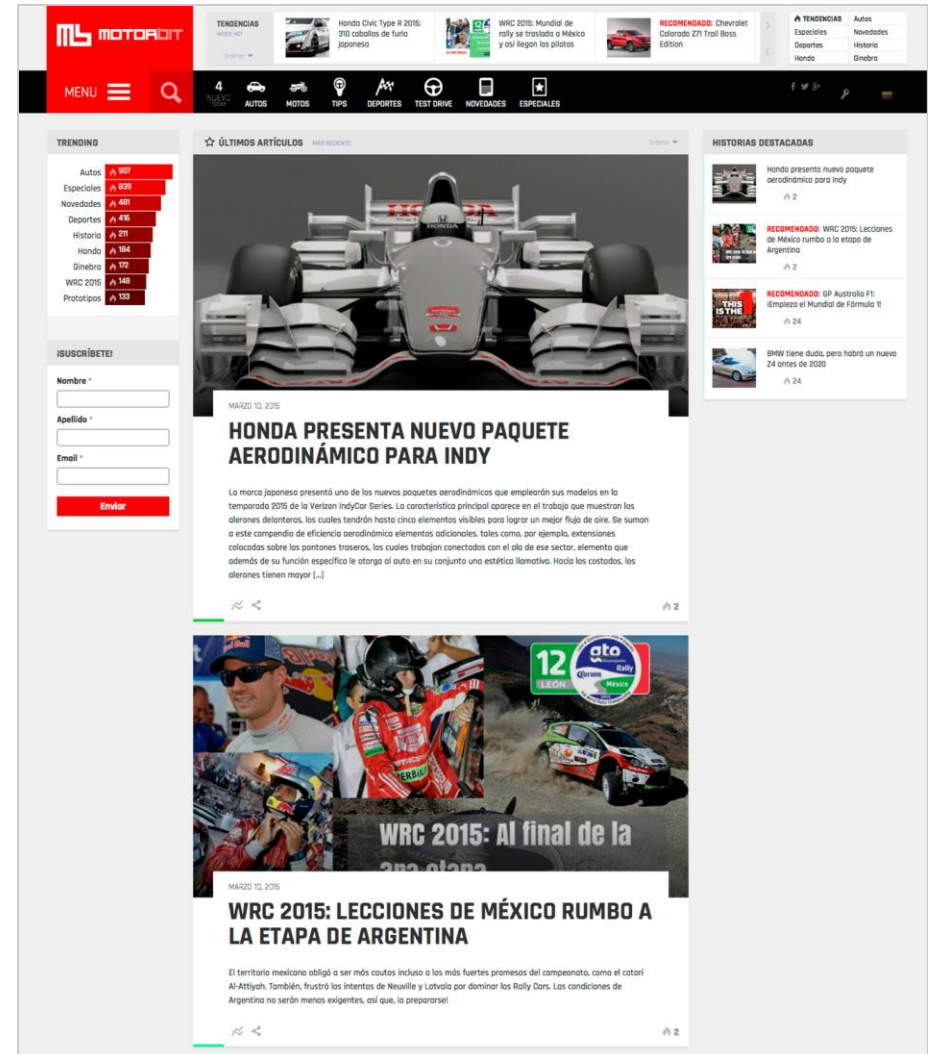 MOTORBIT
TENDENCIAS
Ordenar
Honda Civic Type R 2015:
310 caballos de furia
japonesa
WRC 2015: Mundial de
rally se traslada a México
y así llegan los pilotos
RECOMENDADO: Chevrolet
Colorado Z71 Trail Boss
Edition
TENDENCIAS Autos
Especiales Novedades
Deportes Historia
Honda Ginebra
MENU
4
NUEVO
TODAY
AUTOS
MOTOS
TIPS
DEPORTES
TEST DRIVE
NOVEDADES
ESPECIALES
TRENDING
Autos 907
Especiales 839
Novedades 481
Deportes 416
Historia 211
Honda 184
Ginebra 172
WRC 2015 148
Prototipos 133
¡SUSCRÍBETE!
Nombre *
Apellido *
Email *
Enviar
ÚLTIMOS ARTÍCULOS MÁS RECIENTE:
Ordenar
HONDA
MARZO 10, 2015
HONDA PRESENTA NUEVO PAQUETE
AERODINÁMICO PARA INDY
La marca japonesa presentó uno de los nuevos paquetes aerodinámicos que emplearán sus modelos en la
temporada 2015 de la Verizon IndyCar Series. La característica principal aparece en el trabajo que muestran los
alerones delanteros, los cuales tendrán hasta cinco elementos visibles para lograr un mejor flujo de aire. Se suman
a este compendio de eficiencia aerodinámica elementos adicionales, tales como, por ejemplo, extensiones
colocadas sobre los pontones traseros, los cuales trabajan conectados con el ala de ese sector, elemento que
además de su función específica le otorga al auto en su conjunto una estética llamativa. Hacia los costados, los
alerones tienen mayor [...]
2
12
LEÓN
gto
Rally
Corona
México
WRC 2015: Al final de la
3ra etapa
MARZO 10, 2015
WRC 2015: LECCIONES DE MÉXICO RUMBO A
LA ETAPA DE ARGENTINA
El territorio mexicano obligó a ser más cautos incluso a los más fuertes promesas del campeonato, como el catarí
Al-Attiyah. También, frustró los intentos de Neuville y Latvala por dominar los Rally Cars. Las condiciones de
Argentina no serán menos exigentes, así que, ¡a prepararse!
2
HISTORIAS DESTACADAS
Honda presenta nuevo paquete
aerodinámico para Indy
2
RECOMENDADO: WRC 2015: Lecciones
de México rumbo a la etapa de
Argentina
2
THIS
IS THE
RECOMENDADO: GP Australia F1:
¡Empieza el Mundial de Fórmula 1!
24
BMW tiene duda, pero habrá un nuevo
Z4 antes de 2020
24